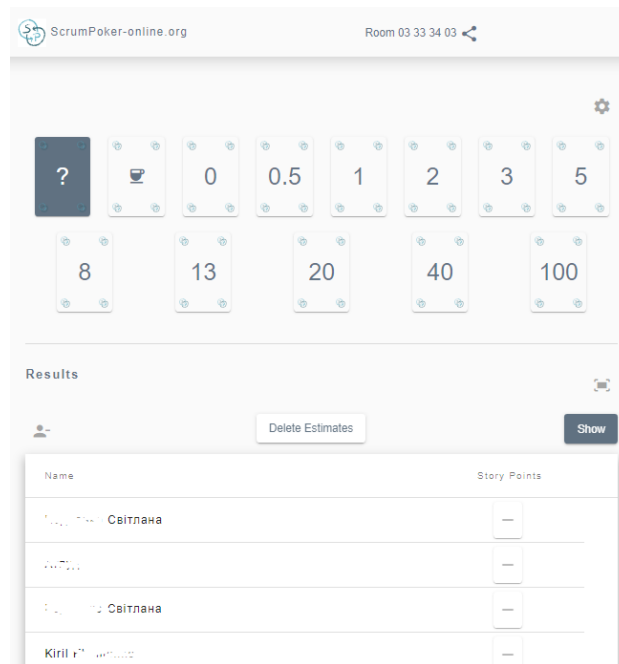 ScrumPoker-online.org
Room 03 33 34 03
? 0 0.5 1 2 3 5
8 13 20 40 100
Results
Delete Estimates
Show
Name Story Points
Світлана —
—
Світлана —
Kiril —